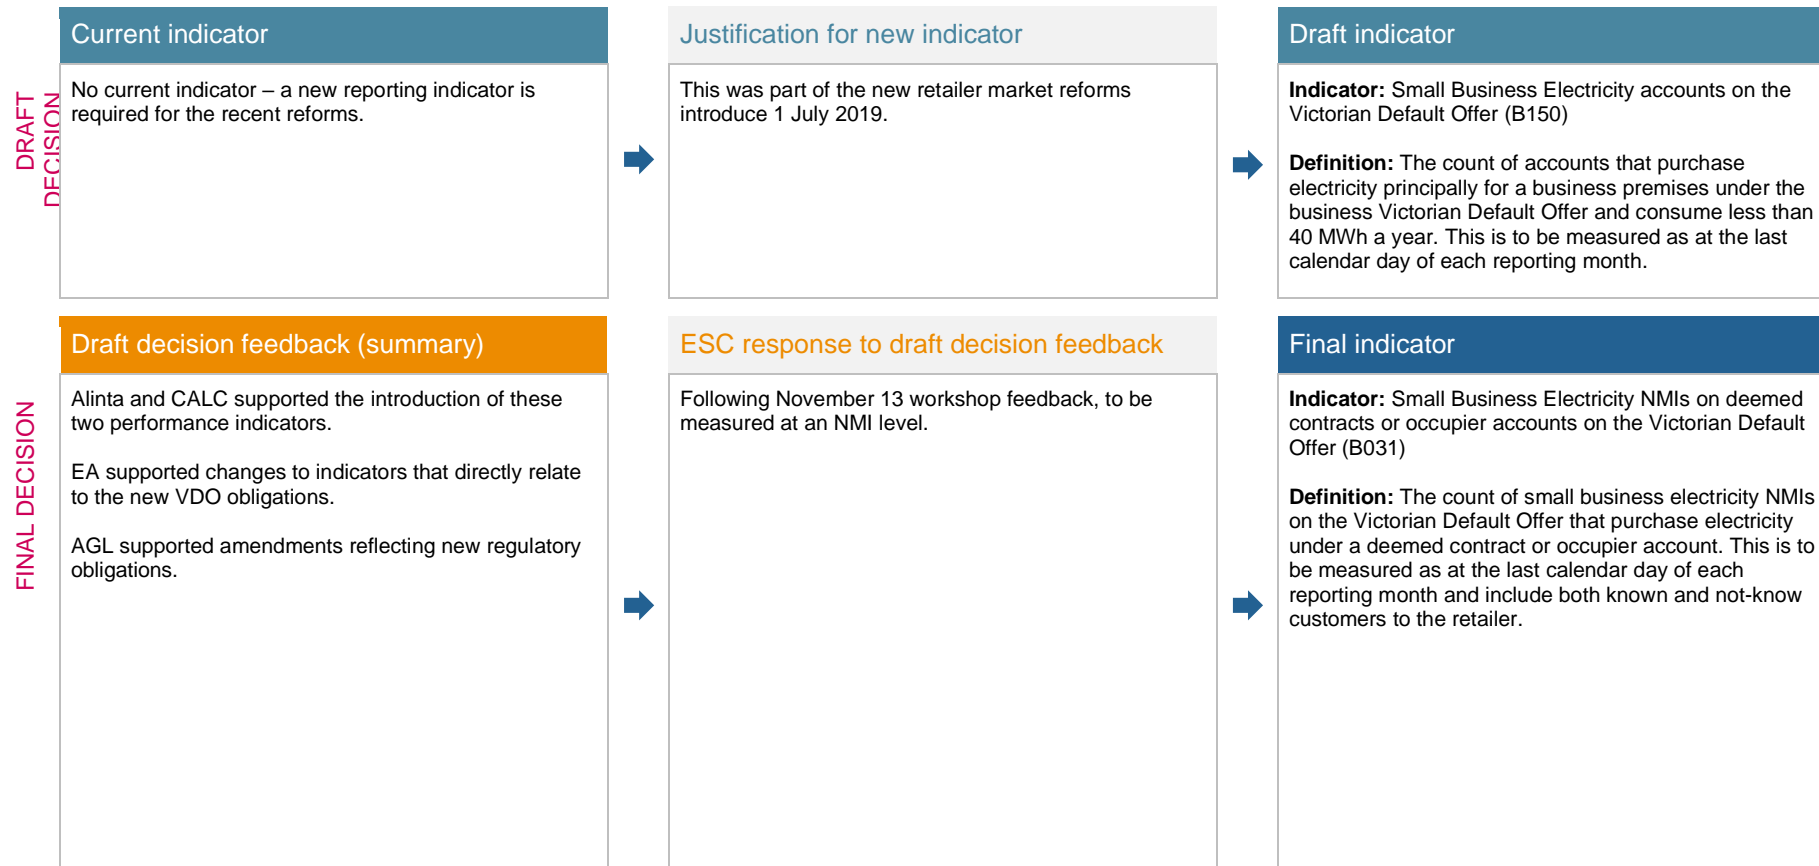 DRAFT
DECISION
Current indicator
No current indicator – a new reporting indicator is
required for the recent reforms.
Justification for new indicator
This was part of the new retailer market reforms
introduce 1 July 2019.
Draft indicator
Indicator: Small Business Electricity accounts on the
Victorian Default Offer (B150)
Definition: The count of accounts that purchase
electricity principally for a business premises under the
business Victorian Default Offer and consume less than
40 MWh a year. This is to be measured as at the last
calendar day of each reporting month.
FINAL DECISION
Draft decision feedback (summary)
Alinta and CALC supported the introduction of these
two performance indicators.
EA supported changes to indicators that directly relate
to the new VDO obligations.
AGL supported amendments reflecting new regulatory
obligations.
ESC response to draft decision feedback
Following November 13 workshop feedback, to be
measured at an NMI level.
Final indicator
Indicator: Small Business Electricity NMIs on deemed
contracts or occupier accounts on the Victorian Default
Offer (B031)
Definition: The count of small business electricity NMIs
on the Victorian Default Offer that purchase electricity
under a deemed contract or occupier account. This is to
be measured as at the last calendar day of each
reporting month and include both known and not-know
customers to the retailer.